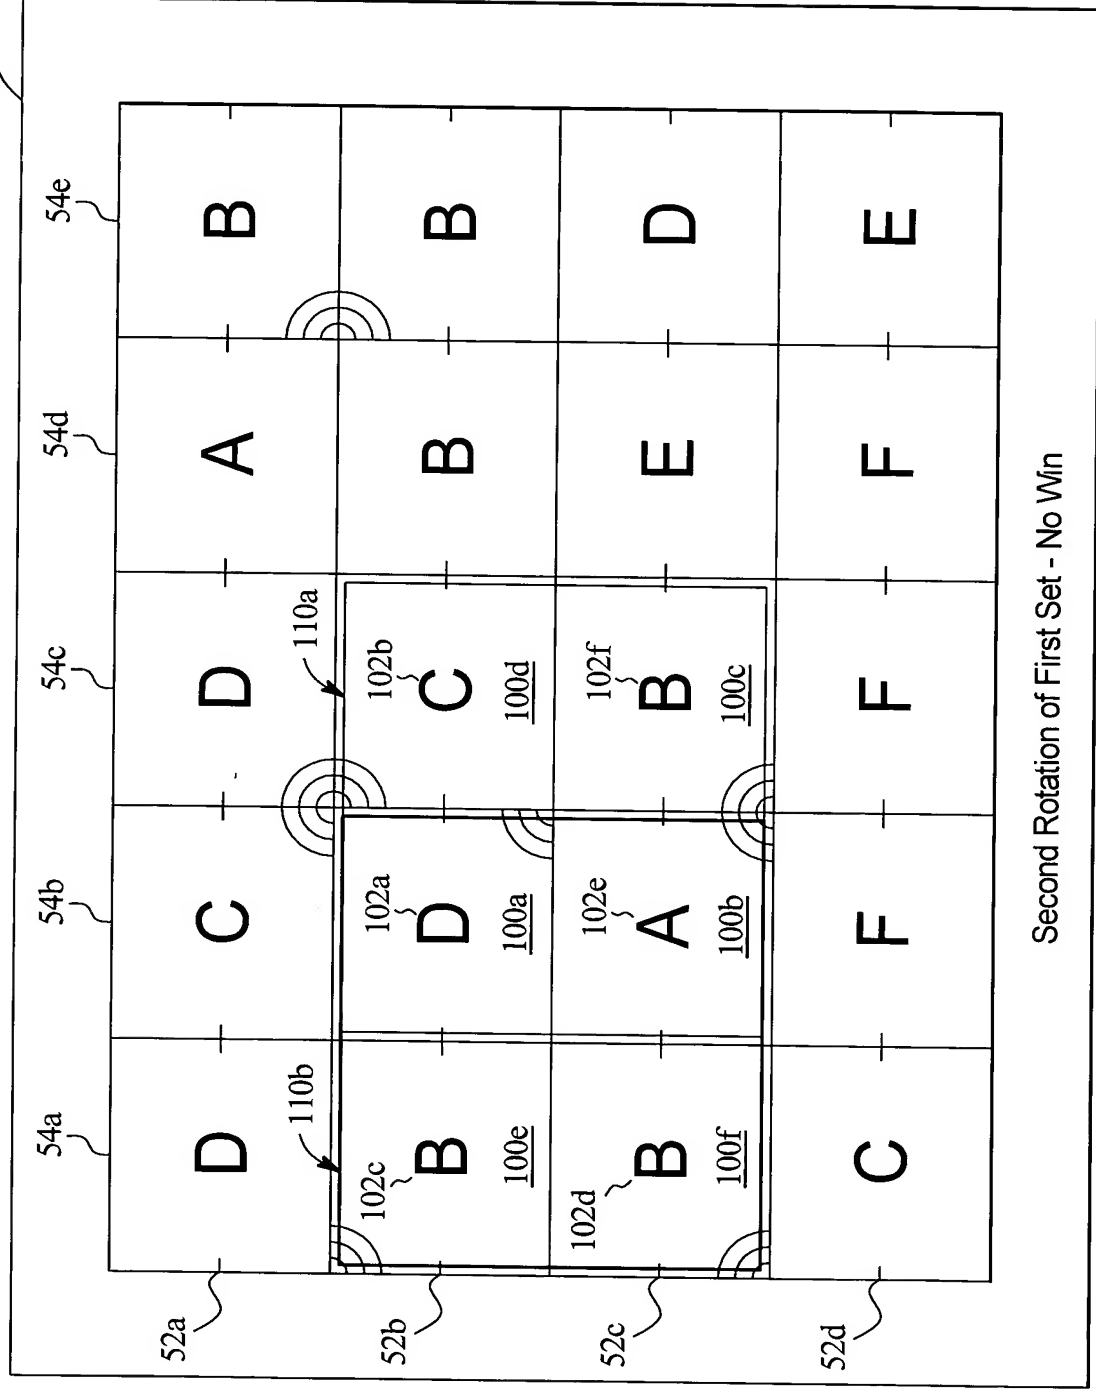 54a 54b 54c 54d 54e
52a D C D A B
110b 110a
102c 102a 102b
52b B D C B B
100e 100a 100d
102d 102e 102f
52c B A B E D
100f 100b 100c
52d C F F F E
Second Rotation of First Set - No Win